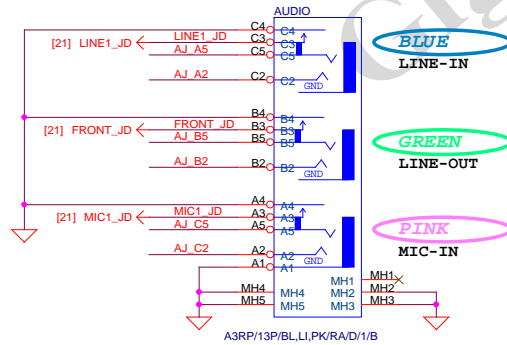 AUDIO
C4 C4
[21] LINE1_JD LINE1_JD C3 C3
AJ_A5 C5 C5
AJ_A2 C2 C2
GND
BLUE
LINE-IN
B4 B4
[21] FRONT_JD FRONT_JD B3 B3
AJ_B5 B5 B5
AJ_B2 B2 B2
GND
GREEN
LINE-OUT
A4 A4
[21] MIC1_JD MIC1_JD A3 A3
AJ_C5 A5 A5
AJ_C2 A2 A2
GND
A1 A1
PINK
MIC-IN
MH1 MH1
MH4 MH4 MH2 MH2
MH5 MH5 MH3 MH3
A3RP/13P/BL,LI,PK/RA/D/1/B